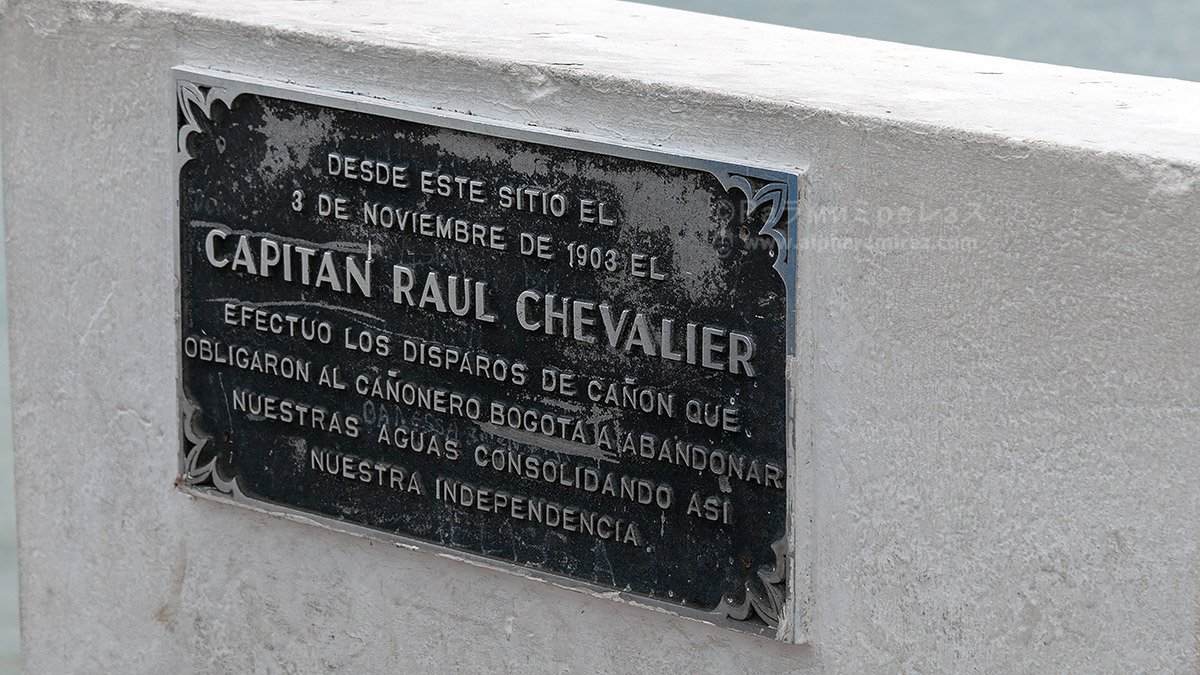 DESDE ESTE SITIO EL
3 DE NOVIEMBRE DE 1903 EL
CAPITAN RAUL CHEVALIER
EFECTUO LOS DISPAROS DE CAÑON QUE
OBLIGARON AL CAÑONERO BOGOTA A ABANDONAR
NUESTRAS AGUAS CONSOLIDANDO ASI
NUESTRA INDEPENDENCIA